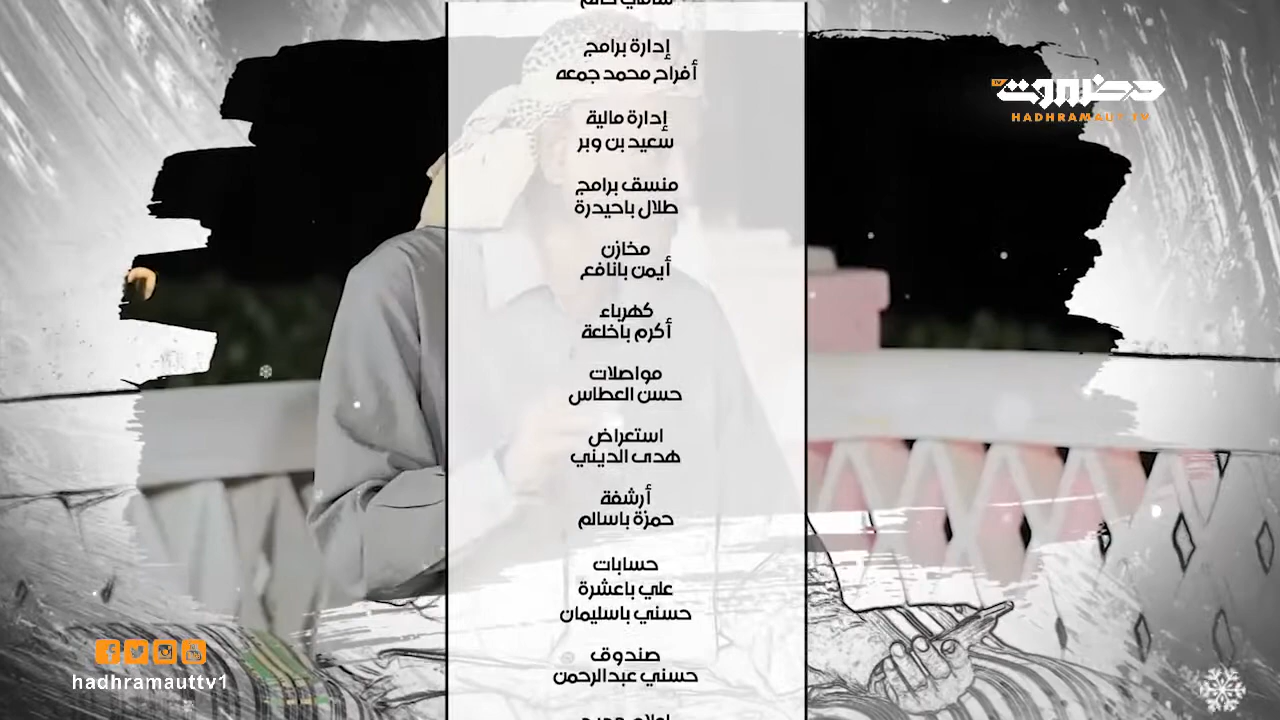 إدارة برامج
أفراح محمد جمعه
إدارة مالية
سعيد بن وبر
منسق برامج
طلال باحيدرة
مخازن
أيمن بانافع
كهرباء
أكرم باخلعة
مواصلات
حسن العطاس
استعراض
هدى الديني
أرشفة
حمزة باسالم
حسابات
علي باعشرة
حسني باسليمان
صندوق
حسني عبدالرحمن
حضرموت
TV
HADHRAMAUT TV
hadhramauttv1